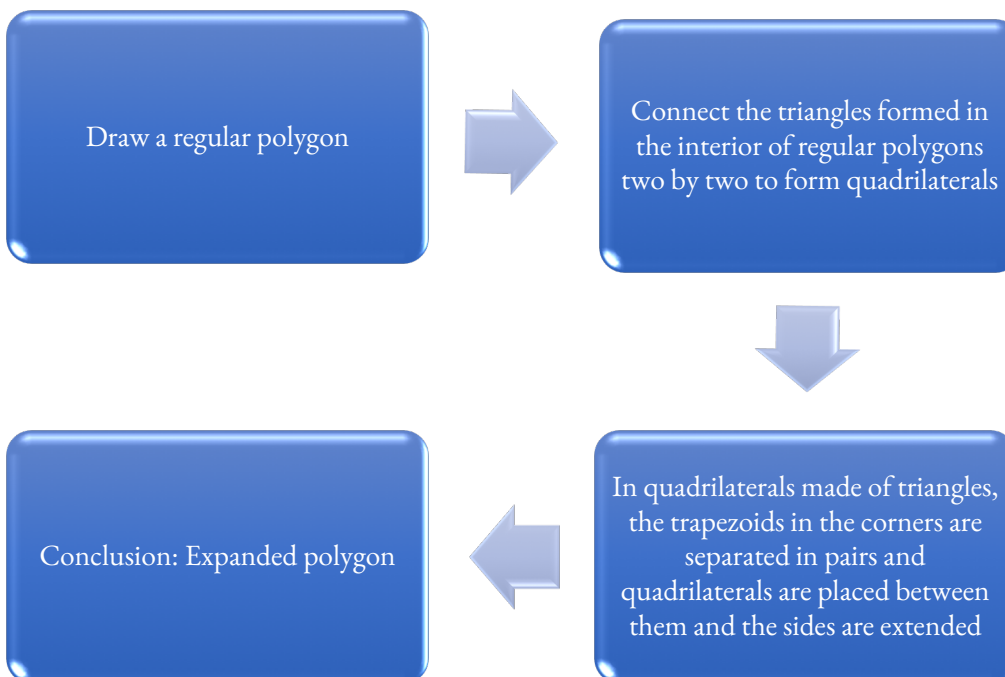 Draw a regular polygon
Connect the triangles formed in
the interior of regular polygons
two by two to form quadrilaterals
In quadrilaterals made of triangles,
the trapezoids in the corners are
separated in pairs and
quadrilaterals are placed between
them and the sides are extended
Conclusion: Expanded polygon